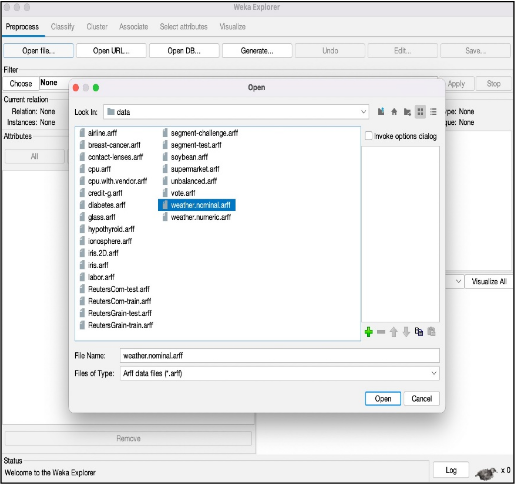 Weka Explorer
Preprocess Classify Cluster Associate Select attributes Visualize
Open file... Open URL... Open DB... Generate... Undo Edit... Save...
Filter
Choose None Apply Stop
Current relation
Relation: None
Instances: None
Attributes
All
Open
Look In: data
Invoke options dialog
airline.arff
breast-cancer.arff
contact-lenses.arff
cpu.arff
cpu.with.vendor.arff
credit-g.arff
diabetes.arff
glass.arff
hypothyroid.arff
ionosphere.arff
iris.2D.arff
iris.arff
labor.arff
ReutersCorn-test.arff
ReutersCorn-train.arff
ReutersGrain-test.arff
ReutersGrain-train.arff
segment-challenge.arff
segment-test.arff
soybean.arff
supermarket.arff
unbalanced.arff
vote.arff
weather.nominal.arff
weather.numeric.arff
File Name: weather.nominal.arff
Files of Type: Arff data files (*.arff)
Open Cancel
ype: None
que: None
Visualize All
Remove
Status
Welcome to the Weka Explorer
Log x 0